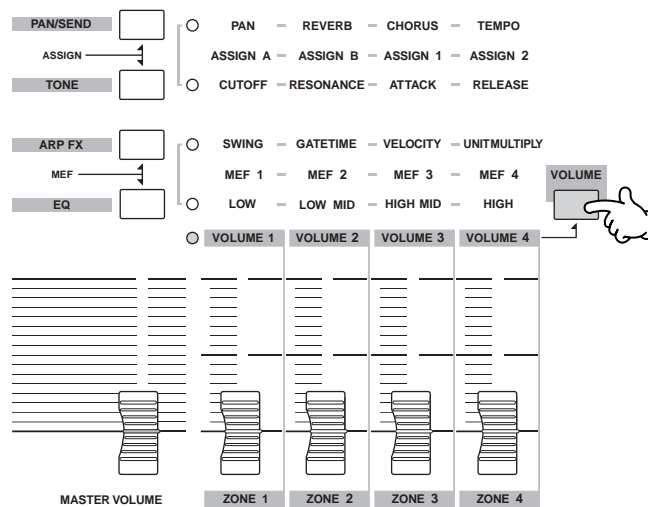 PAN/SEND PAN REVERB CHORUS TEMPO
ASSIGN ASSIGN A ASSIGN B ASSIGN 1 ASSIGN 2
TONE CUTOFF RESONANCE ATTACK RELEASE
ARP FX SWING GATETIME VELOCITY UNITMULTIPLY
MEF MEF 1 MEF 2 MEF 3 MEF 4 VOLUME
EQ LOW LOW MID HIGH MID HIGH
VOLUME 1 VOLUME 2 VOLUME 3 VOLUME 4
MASTER VOLUME ZONE 1 ZONE 2 ZONE 3 ZONE 4